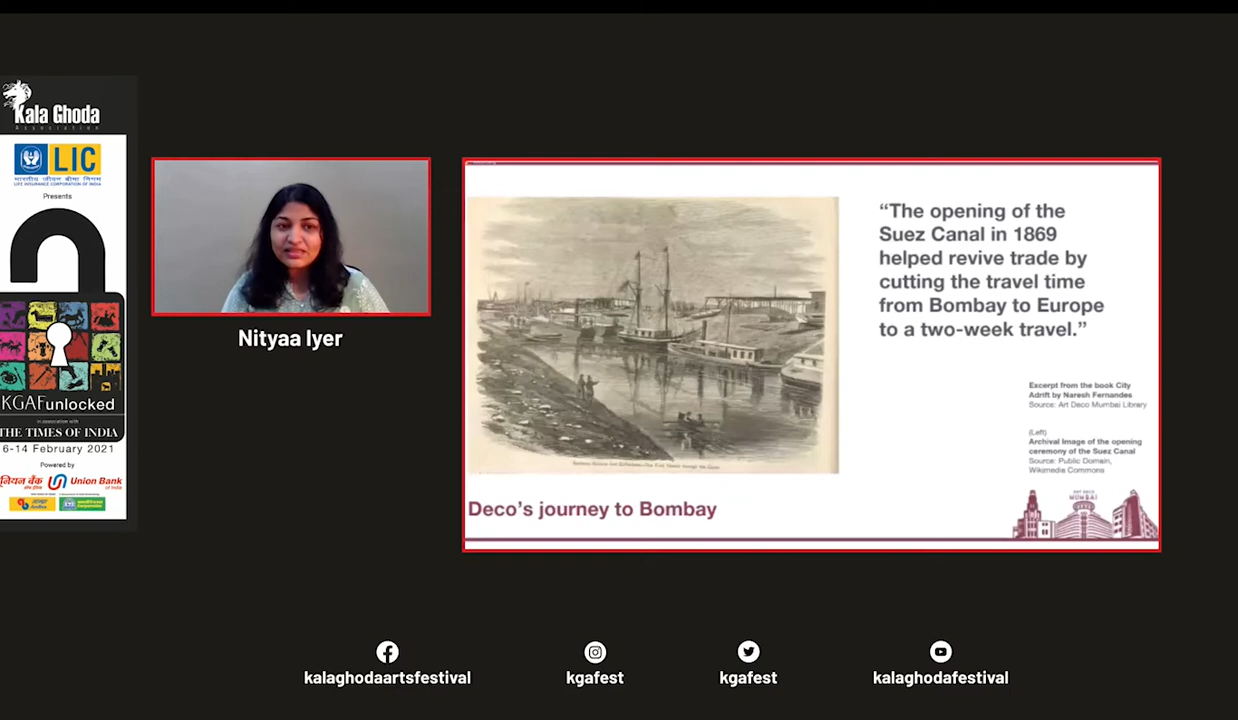 Kala Ghoda
Association
LIC
भारतीय जीवन बीमा निगम
LIFE INSURANCE CORPORATION OF INDIA
Presents
KGAFunlocked
in association with
THE TIMES OF INDIA
6-14 February 2021
Powered by
यूनियन बैंक
Union Bank
of India
Nityaa Iyer
“The opening of the
Suez Canal in 1869
helped revive trade by
cutting the travel time
from Bombay to Europe
to a two-week travel.”
Excerpt from the book City
Adrift by Naresh Fernandes
Source: Art Deco Mumbai Library
(Left)
Archival Image of the opening
ceremony of the Suez Canal
Source: Public Domain,
Wikimedia Commons
ART DECO
MUMBAI
Deco’s journey to Bombay
kalaghodaartsfestival
kgafest
kgafest
kalaghodafestival